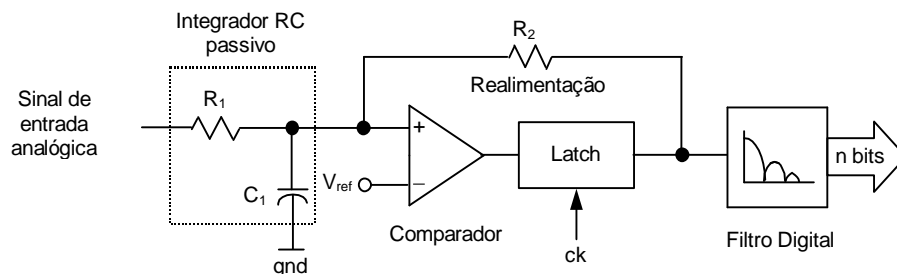 Integrador RC
passivo
R2
Realimentação
Sinal de
entrada
analógica
R1
C1
gnd
Vref
+
−
Comparador
Latch
ck
n bits
Filtro Digital